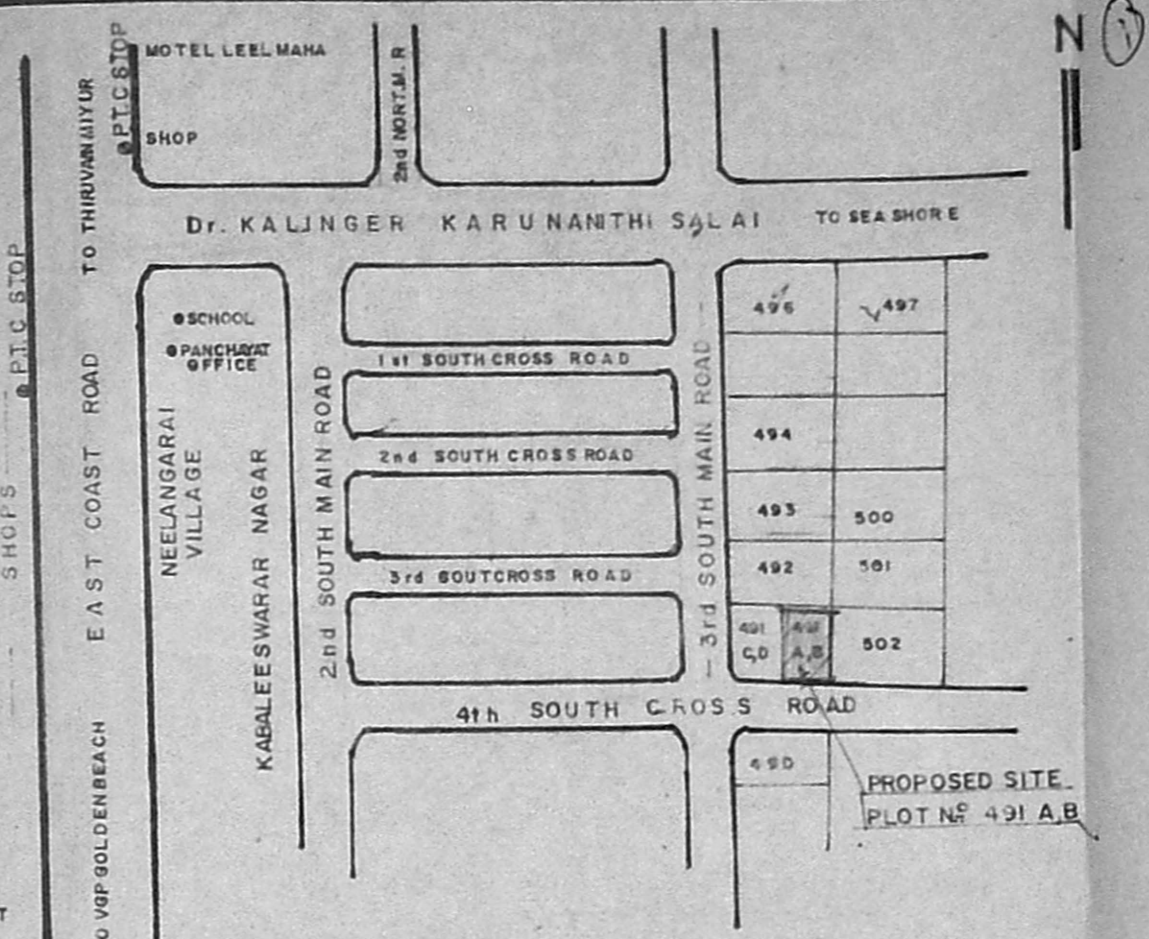 N
1
MOTEL LEEL MAHA
SHOP
P.T.C STOP
2nd NORT.M.R
TO THIRUVANMIYUR
Dr. KALINGER KARUNANITHI SALAI
TO SEA SHORE
P.T.C STOP
SHOPS
EAST COAST ROAD
VGP GOLDEN BEACH
SCHOOL
PANCHAYAT
OFFICE
NEELANGARAI
VILLAGE
KABALEESWARAR NAGAR
2nd SOUTH MAIN ROAD
1st SOUTH CROSS ROAD
2nd SOUTH CROSS ROAD
3rd SOUTCROSS ROAD
3rd SOUTH MAIN ROAD
496
497
494
493
500
492
501
491
C,D
491
A,B
502
4th SOUTH CROSS ROAD
490
PROPOSED SITE
PLOT No 491 A,B